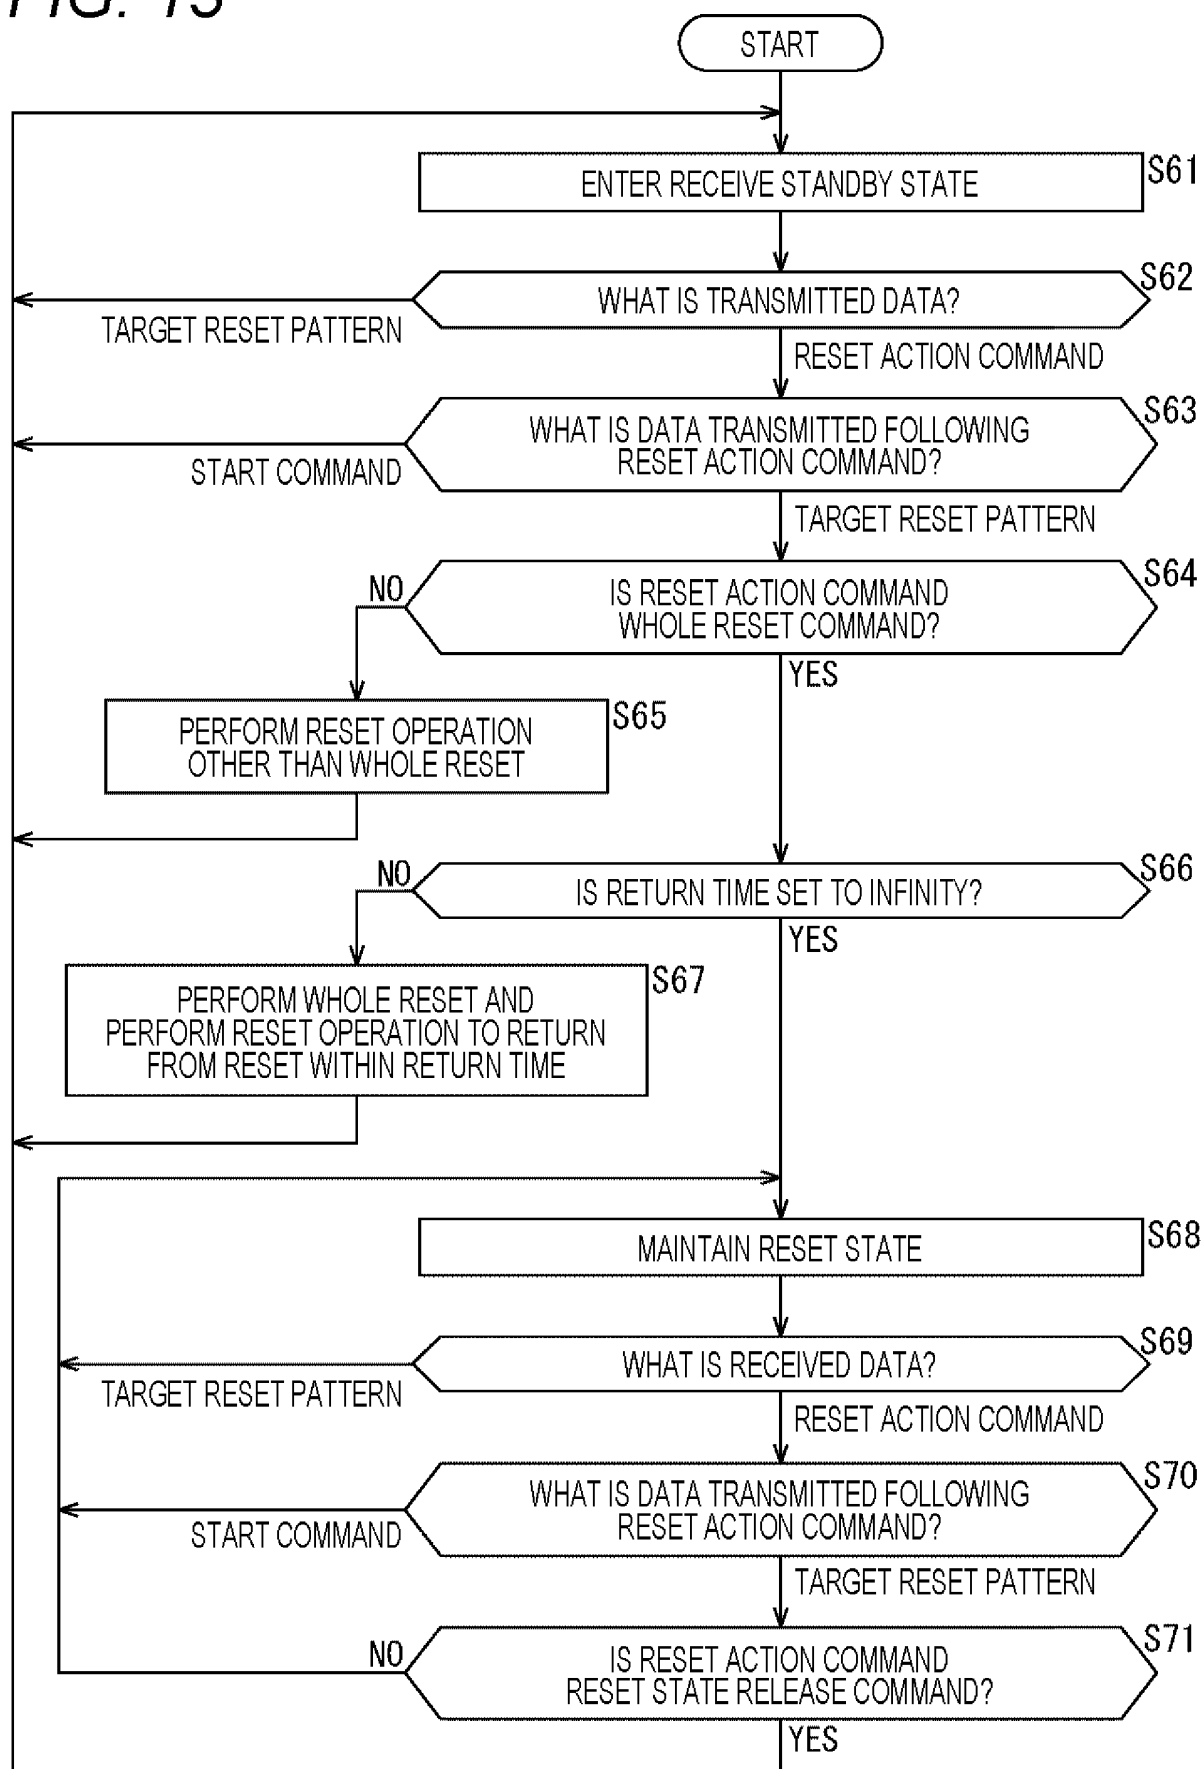 FIG. 13
START
S61
ENTER RECEIVE STANDBY STATE
S62
WHAT IS TRANSMITTED DATA?
TARGET RESET PATTERN
RESET ACTION COMMAND
S63
WHAT IS DATA TRANSMITTED FOLLOWING
RESET ACTION COMMAND?
START COMMAND
TARGET RESET PATTERN
S64
NO
IS RESET ACTION COMMAND
WHOLE RESET COMMAND?
YES
S65
PERFORM RESET OPERATION
OTHER THAN WHOLE RESET
S66
NO
IS RETURN TIME SET TO INFINITY?
YES
S67
PERFORM WHOLE RESET AND
PERFORM RESET OPERATION TO RETURN
FROM RESET WITHIN RETURN TIME
S68
MAINTAIN RESET STATE
S69
WHAT IS RECEIVED DATA?
TARGET RESET PATTERN
RESET ACTION COMMAND
S70
WHAT IS DATA TRANSMITTED FOLLOWING
RESET ACTION COMMAND?
START COMMAND
TARGET RESET PATTERN
S71
NO
IS RESET ACTION COMMAND
RESET STATE RELEASE COMMAND?
YES